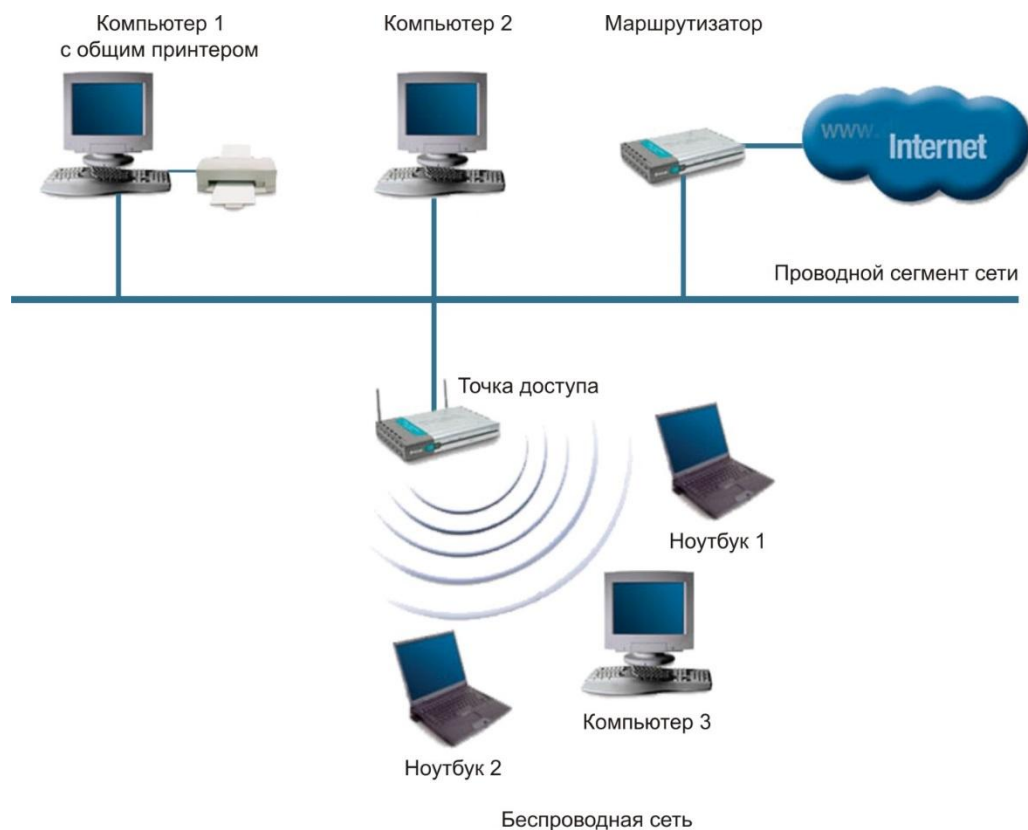 Компьютер 1
с общим принтером
Компьютер 2
Маршрутизатор
www.
Internet
Проводной сегмент сети
Точка доступа
Ноутбук 1
Компьютер 3
Ноутбук 2
Беспроводная сеть